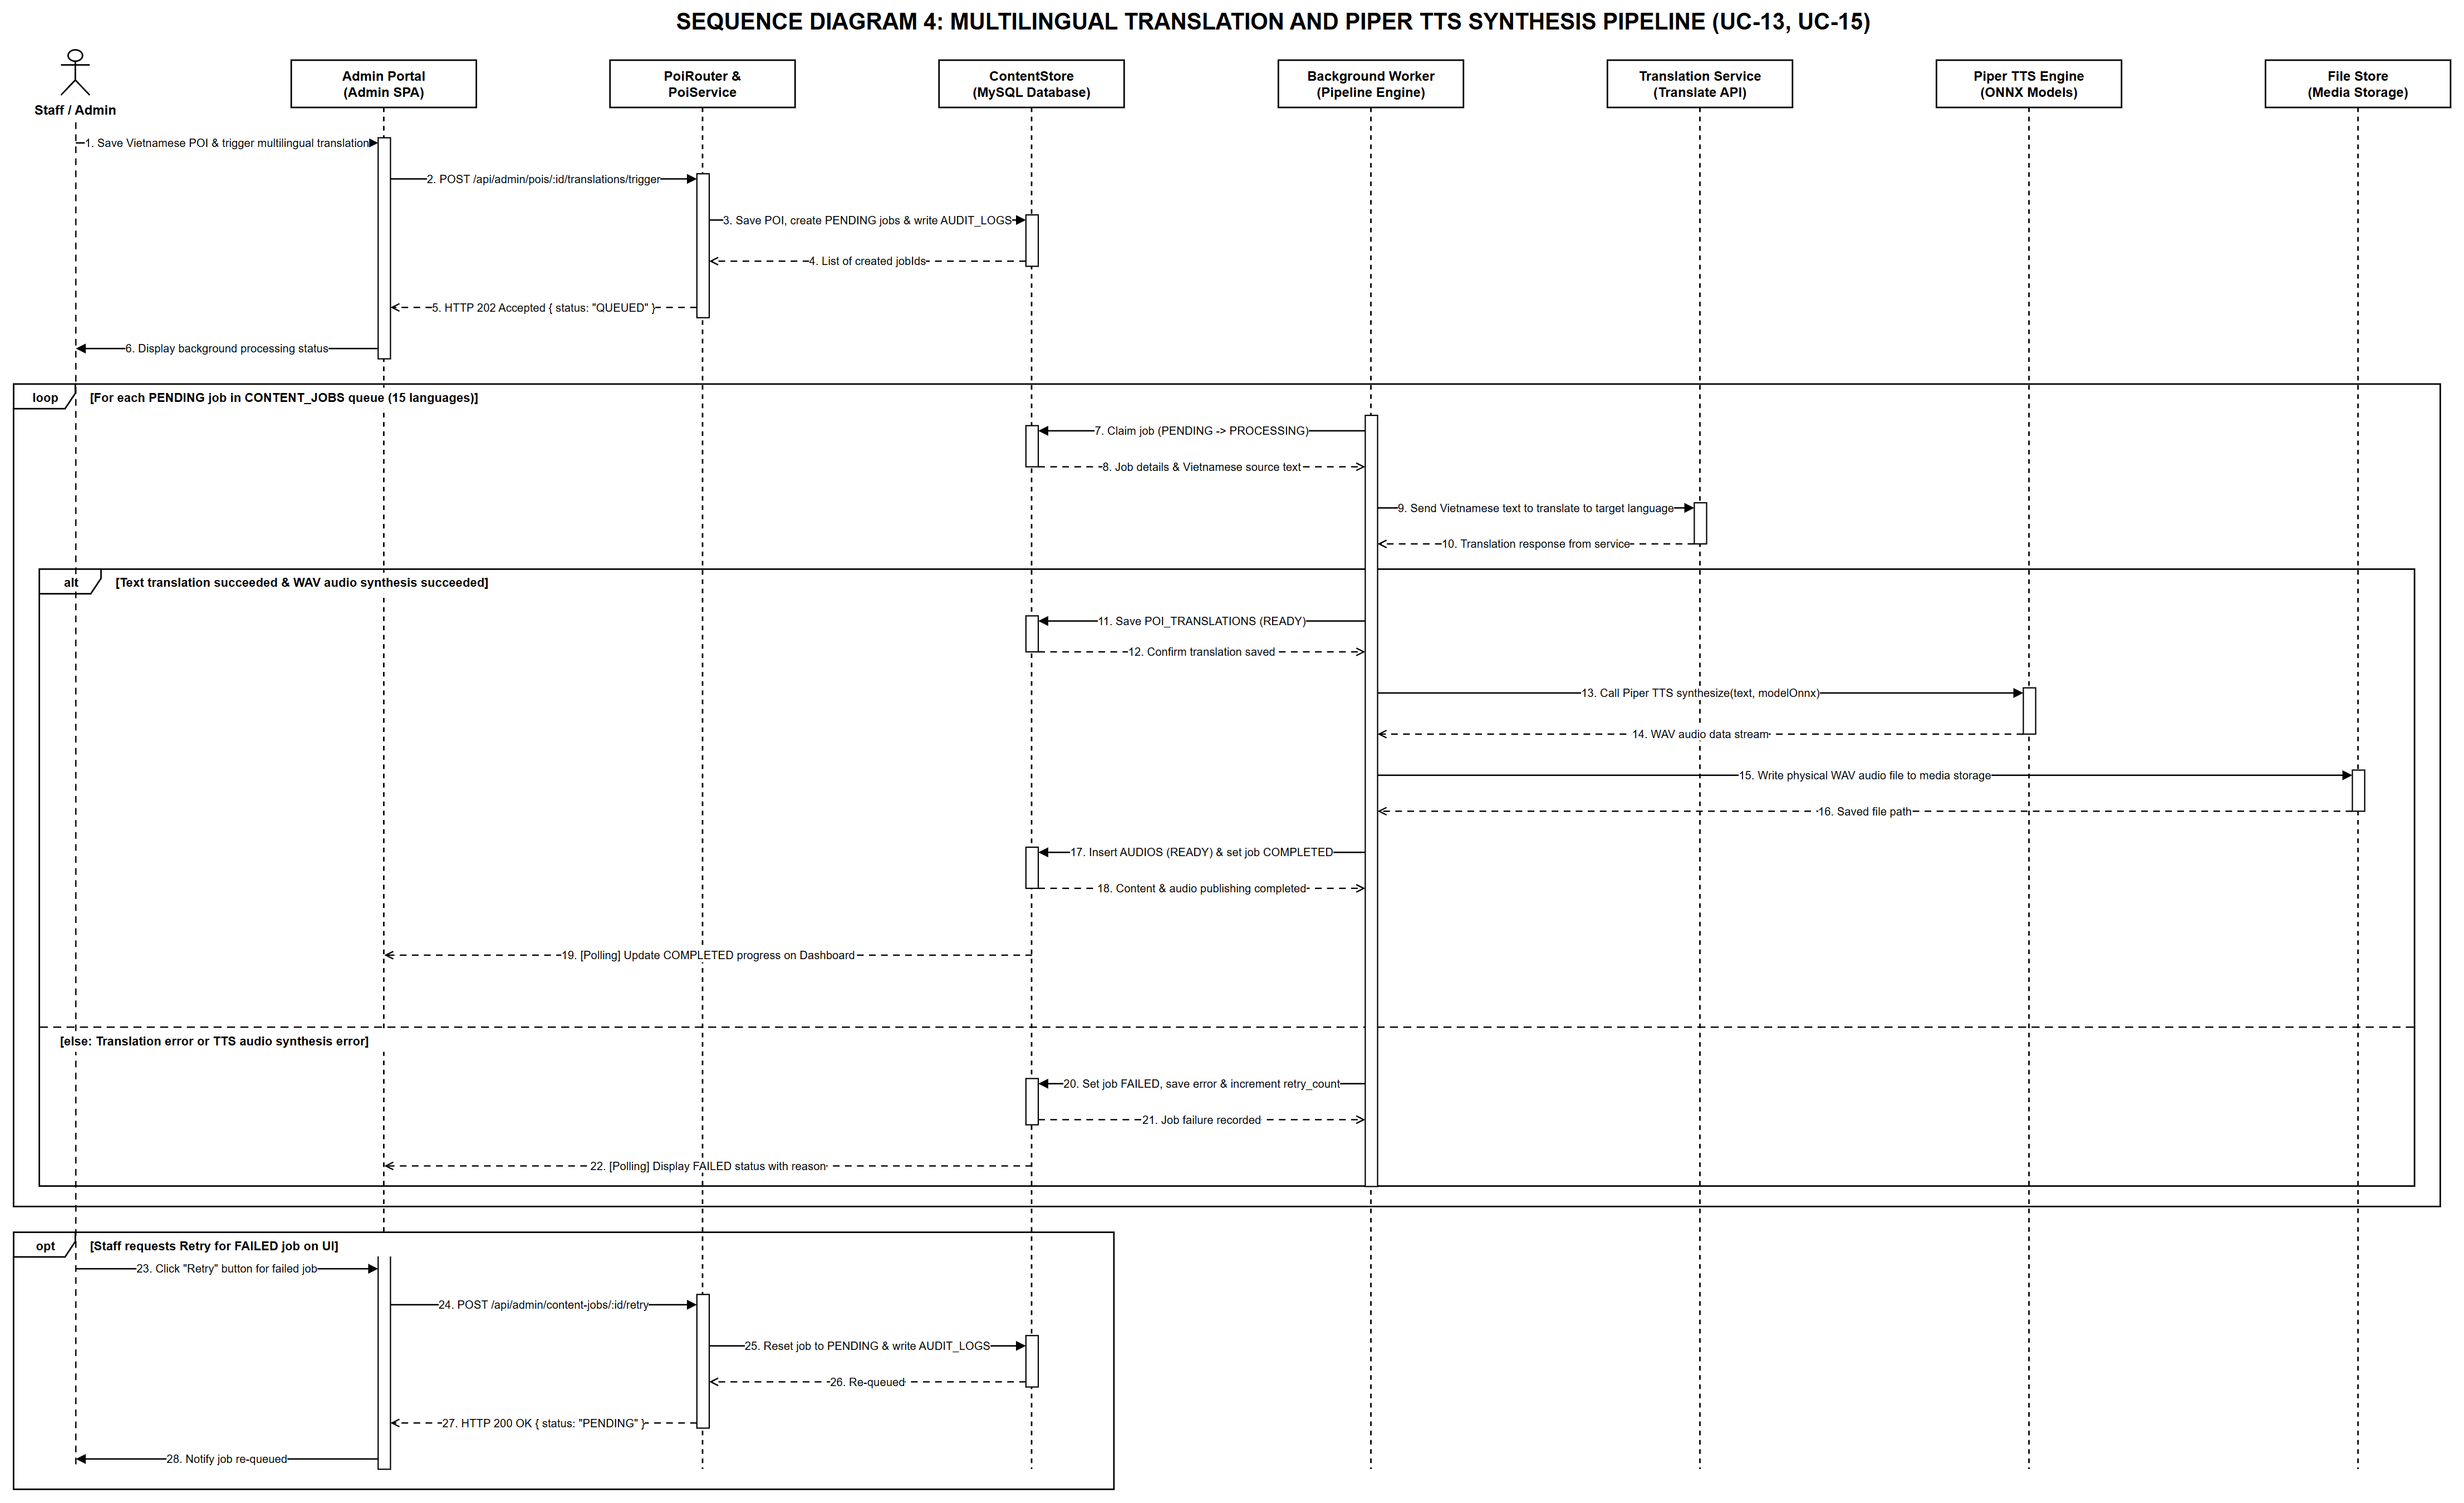 SEQUENCE DIAGRAM 4: MULTILINGUAL TRANSLATION AND PIPER TTS SYNTHESIS PIPELINE (UC-13, UC-15)
Staff / Admin
Admin Portal
(Admin SPA)
PoiRouter &
PoiService
ContentStore
(MySQL Database)
Background Worker
(Pipeline Engine)
Translation Service
(Translate API)
Piper TTS Engine
(ONNX Models)
File Store
(Media Storage)
1. Save Vietnamese POI & trigger multilingual translation
2. POST /api/admin/pois/:id/translations/trigger
3. Save POI, create PENDING jobs & write AUDIT_LOGS
4. List of created jobIds
5. HTTP 202 Accepted { status: "QUEUED" }
6. Display background processing status
loop
[For each PENDING job in CONTENT_JOBS queue (15 languages)]
7. Claim job (PENDING -> PROCESSING)
8. Job details & Vietnamese source text
9. Send Vietnamese text to translate to target language
10. Translation response from service
alt
[Text translation succeeded & WAV audio synthesis succeeded]
11. Save POI_TRANSLATIONS (READY)
12. Confirm translation saved
13. Call Piper TTS synthesize(text, modelOnnx)
14. WAV audio data stream
15. Write physical WAV audio file to media storage
16. Saved file path
17. Insert AUDIOS (READY) & set job COMPLETED
18. Content & audio publishing completed
19. [Polling] Update COMPLETED progress on Dashboard
[else: Translation error or TTS audio synthesis error]
20. Set job FAILED, save error & increment retry_count
21. Job failure recorded
22. [Polling] Display FAILED status with reason
opt
[Staff requests Retry for FAILED job on UI]
23. Click "Retry" button for failed job
24. POST /api/admin/content-jobs/:id/retry
25. Reset job to PENDING & write AUDIT_LOGS
26. Re-queued
27. HTTP 200 OK { status: "PENDING" }
28. Notify job re-queued